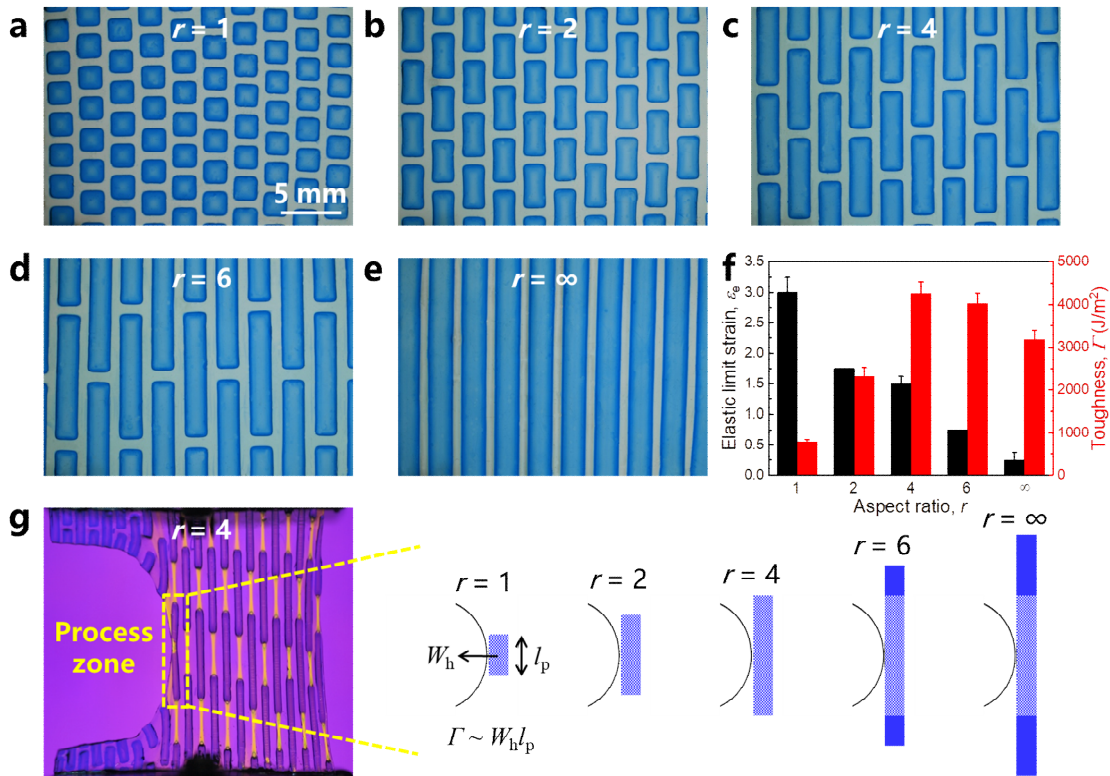 a
r = 1
5 mm
b
r = 2
c
r = 4
d
r = 6
e
r = ∞
f
3.5
3.0
2.5
2.0
1.5
1.0
0.5
0.0
Elastic limit strain, εe
5000
4000
3000
2000
1000
0
Toughness, Γ (J/m²)
1 2 4 6 ∞
Aspect ratio, r
g
r = 4
Process
zone
r = 1
Wh
lp
Γ ~ Whlp
r = 2
r = 4
r = 6
r = ∞